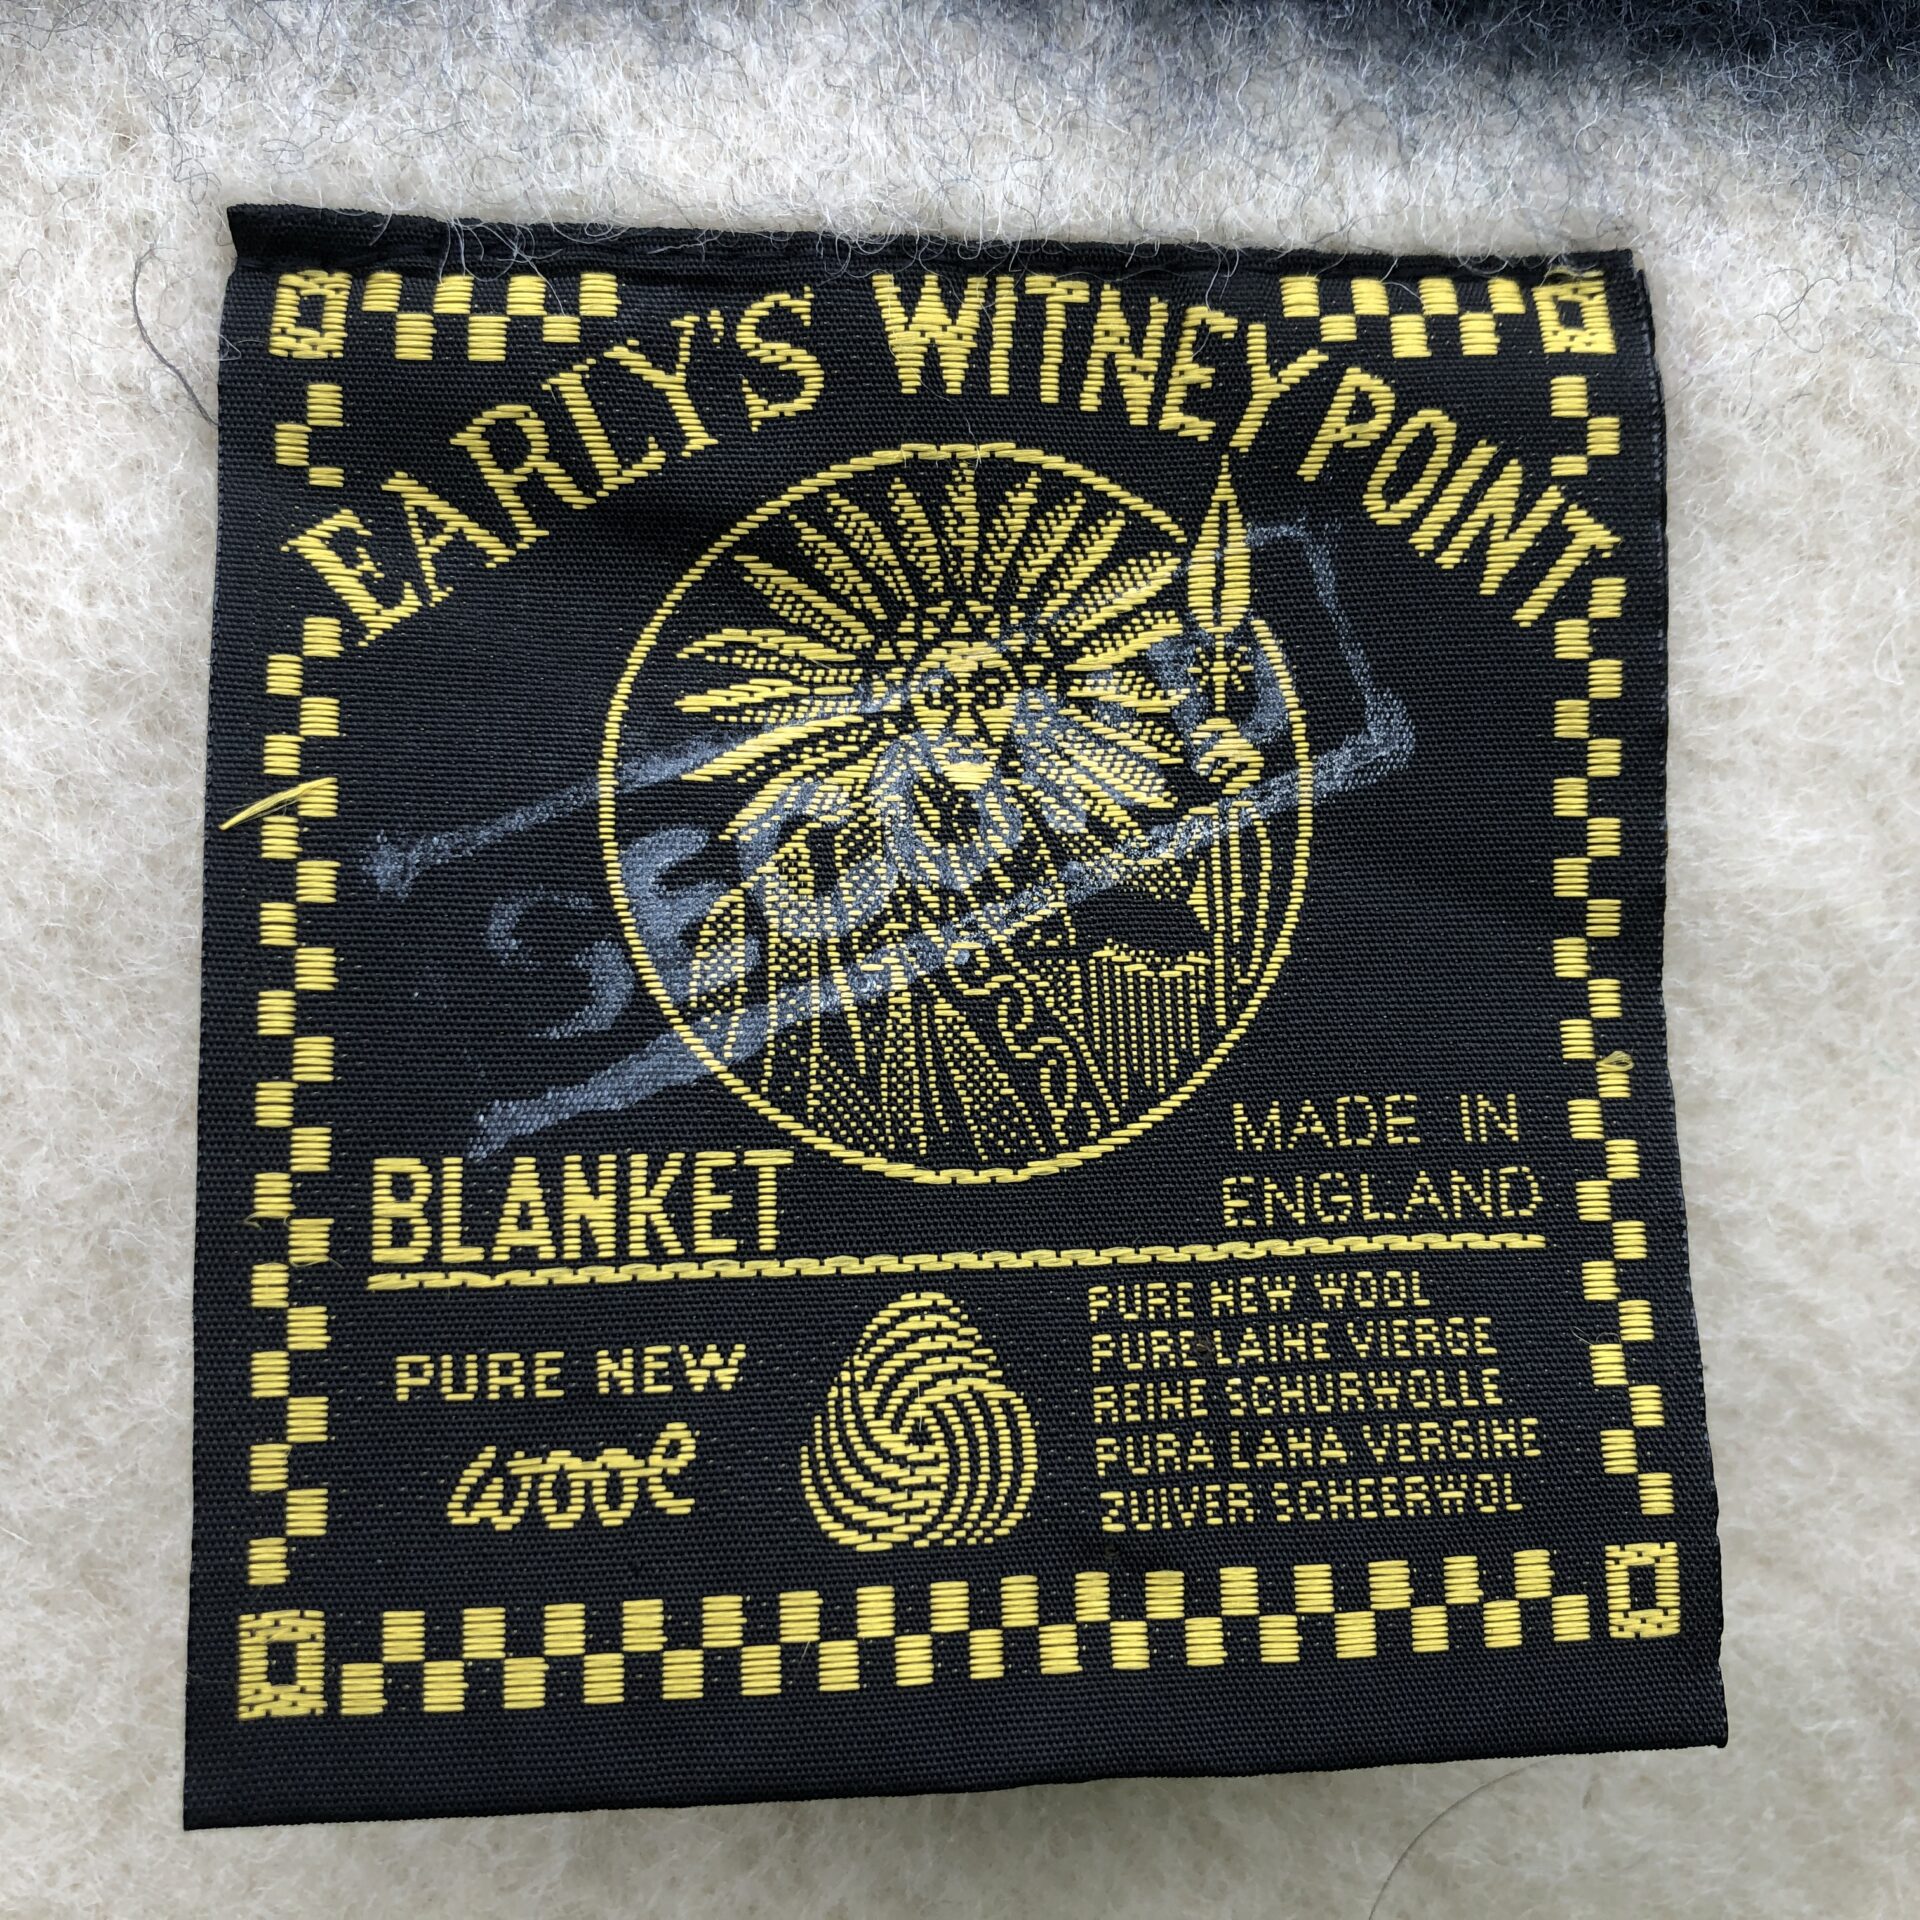 EARLY'S WITNEY POINT
SECOND
BLANKET
MADE IN
ENGLAND
PURE NEW
wool
PURE NEW WOOL
PURE LAINE VIERGE
REINE SCHURWOLLE
PURA LANA VERGINE
ZUIVER SCHEERWOL